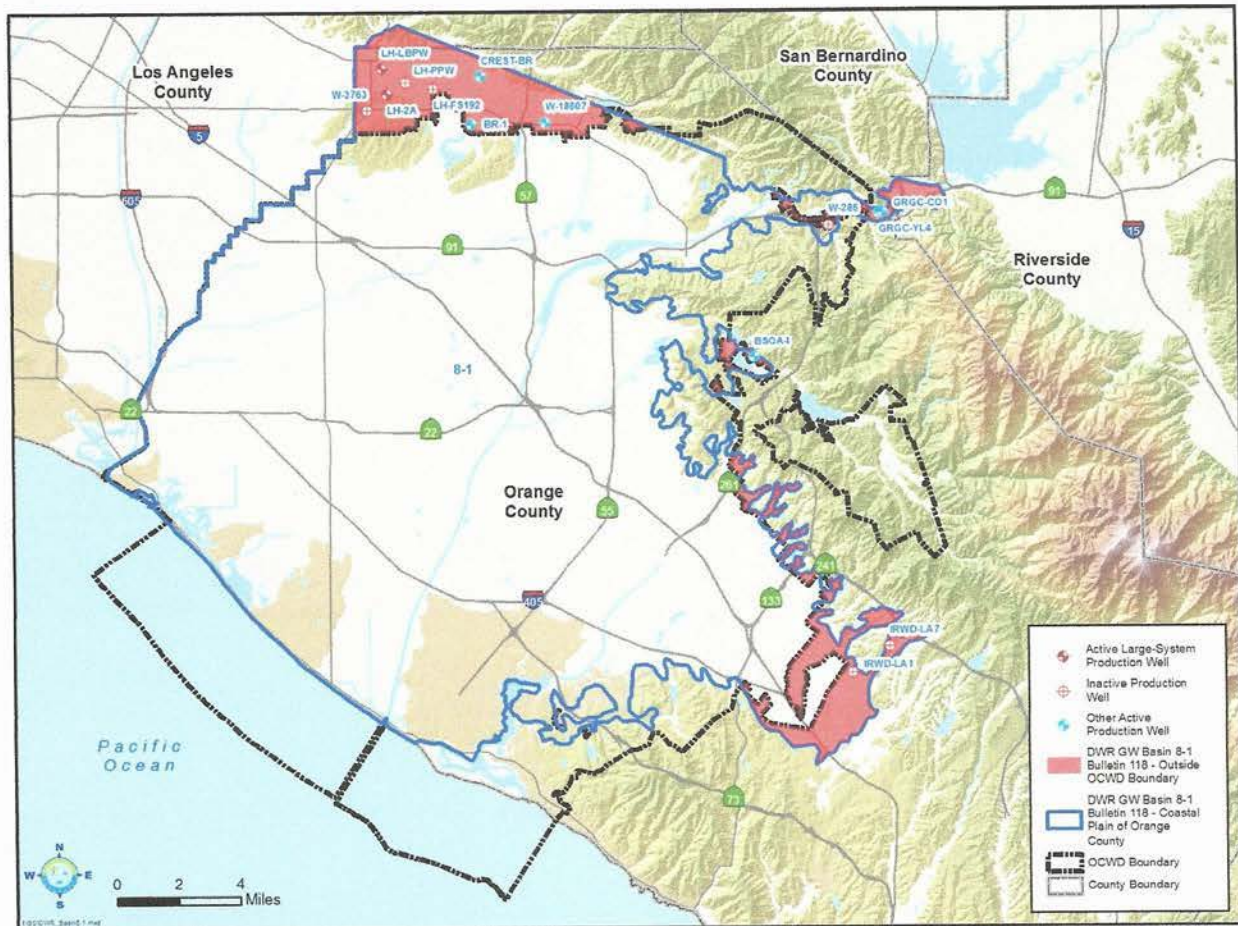 Los Angeles
County
San Bernardino
County
LH-LBPW
CREST-BR
LH-PPW
W-3763
LH-2A
LH-FS192
BR-1
W-18807
5
605
57
91
91
15
W-286
GRGC-CO1
GRGC-YL4
Riverside
County
BSOA-I
8-1
22
22
Orange
County
55
261
241
405
133
IRWD-LA7
IRWD-LA1
73
Pacific
Ocean
N
W
E
S
0
2
4
Miles
Active Large-System
Production Well
Inactive Production
Well
Other Active
Production Well
DWR GW Basin 8-1
Bulletin 118 - Outside
OCWD Boundary
DWR GW Basin 8-1
Bulletin 118 - Coastal
Plain of Orange
County
OCWD Boundary
County Boundary